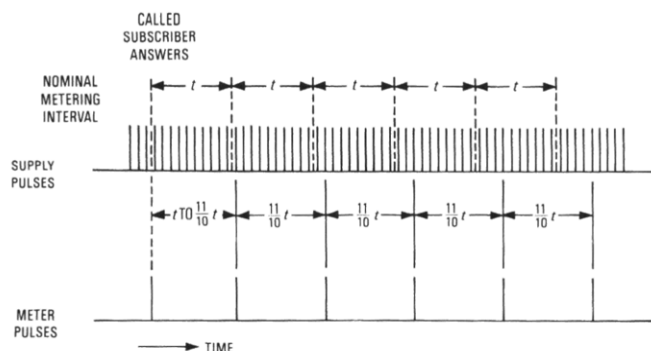 CALLED
SUBSCRIBER
ANSWERS
NOMINAL
METERING
INTERVAL
t t t t t
SUPPLY
PULSES
t TO 11/10 t 11/10 t 11/10 t 11/10 t 11/10 t
METER
PULSES
TIME